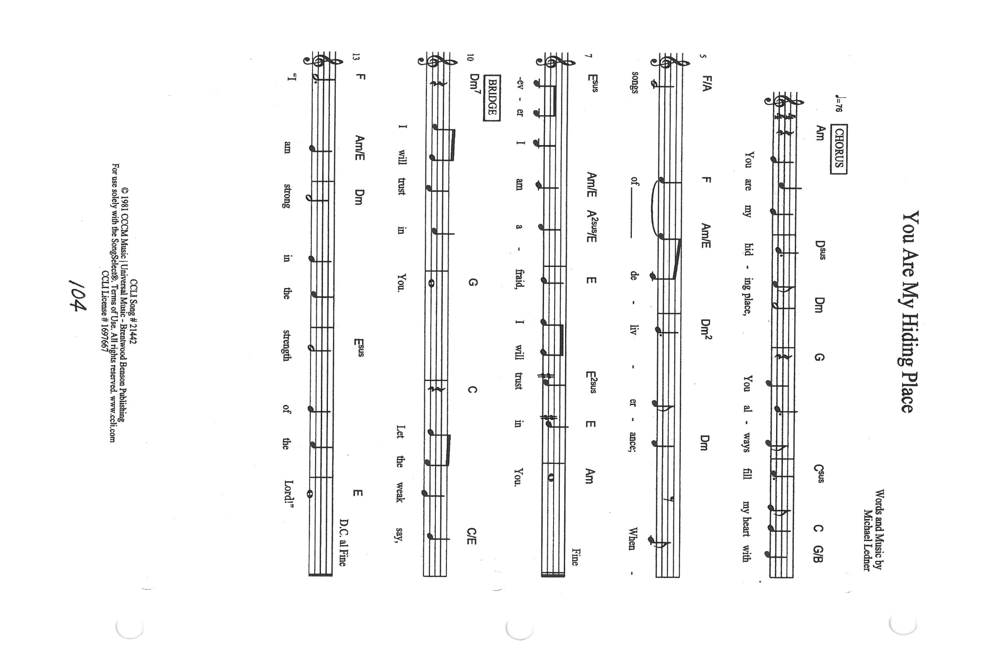 You Are My Hiding Place
Words and Music by
Michael Ledner
♩=76 CHORUS
Am Dsus Dm G Csus C G/B
You are my hid - ing place, You al - ways fill my heart with
5 F/A F Am/E Dm2 Dm
songs of de - liv - er - ance; When -
7 Esus Am/E A2sus/E E E2sus E Am Fine
-ev - er I am a - fraid, I will trust in You.
BRIDGE
10 Dm7 G C C/E
I will trust in You. Let the weak say,
13 F Am/E Dm Esus E D.C. al Fine
“I am strong in the strength of the Lord!”
CCLI Song # 21442
© 1981 CCCM Music | Universal Music - Brentwood Benson Publishing
For use solely with the SongSelect®. Terms of Use. All rights reserved. www.ccli.com
CCLI License # 1697667
104